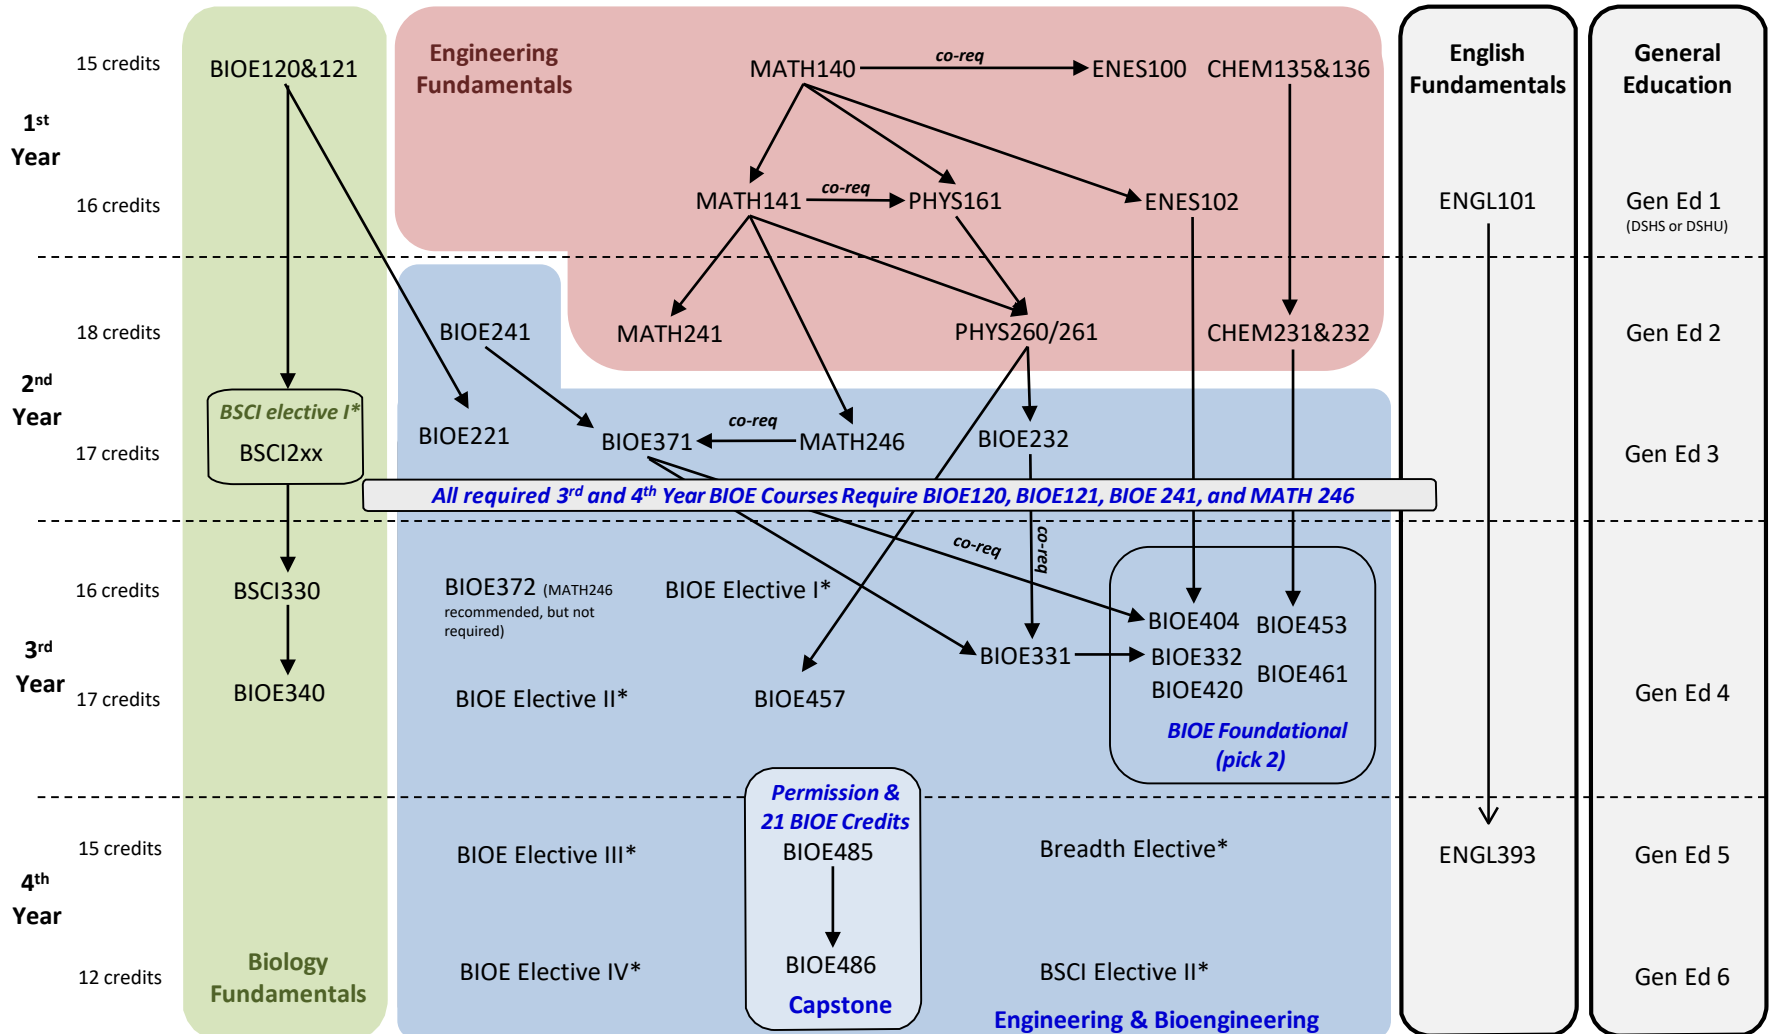 Engineering
Fundamentals
English
Fundamentals
General
Education
15 credits
BIOE120&121
MATH140
co-req
ENES100
CHEM135&136
1st
Year
16 credits
MATH141
co-req
PHYS161
ENES102
ENGL101
Gen Ed 1
(DSHS or DSHU)
18 credits
BIOE241
MATH241
PHYS260/261
CHEM231&232
Gen Ed 2
2nd
Year
BSCI elective I*
BSCI2xx
17 credits
BIOE221
BIOE371
co-req
MATH246
BIOE232
Gen Ed 3
All required 3rd and 4th Year BIOE Courses Require BIOE120, BIOE121, BIOE 241, and MATH 246
co-req
co-req
16 credits
BSCI330
BIOE372 (MATH246
recommended, but not
required)
BIOE Elective I*
BIOE404
BIOE453
3rd
Year
BIOE331
BIOE332
BIOE461
BIOE420
17 credits
BIOE340
BIOE Elective II*
BIOE457
Gen Ed 4
BIOE Foundational
(pick 2)
Permission &
21 BIOE Credits
15 credits
BIOE Elective III*
BIOE485
Breadth Elective*
ENGL393
Gen Ed 5
4th
Year
12 credits
Biology
Fundamentals
BIOE Elective IV*
BIOE486
Capstone
BSCI Elective II*
Gen Ed 6
Engineering & Bioengineering